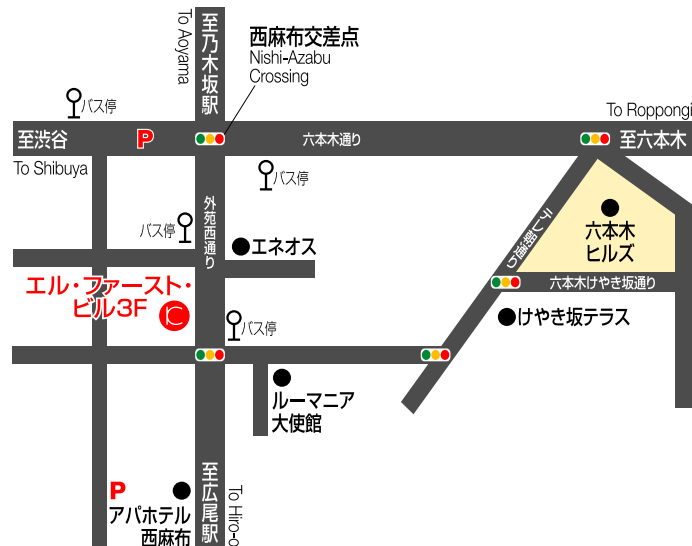 To Aoyama
至乃木坂駅
西麻布交差点
Nishi-Azabu
Crossing
バス停
To Roppongi
至渋谷
P
六本木通り
至六本木
To Shibuya
バス停
外苑西通り
バス停
エネオス
テレ朝通り
六本木
ヒルズ
エル・ファースト・
ビル3F
六本木けやき坂通り
バス停
けやき坂テラス
ルーマニア
大使館
至広尾駅
P
アパホテル
西麻布